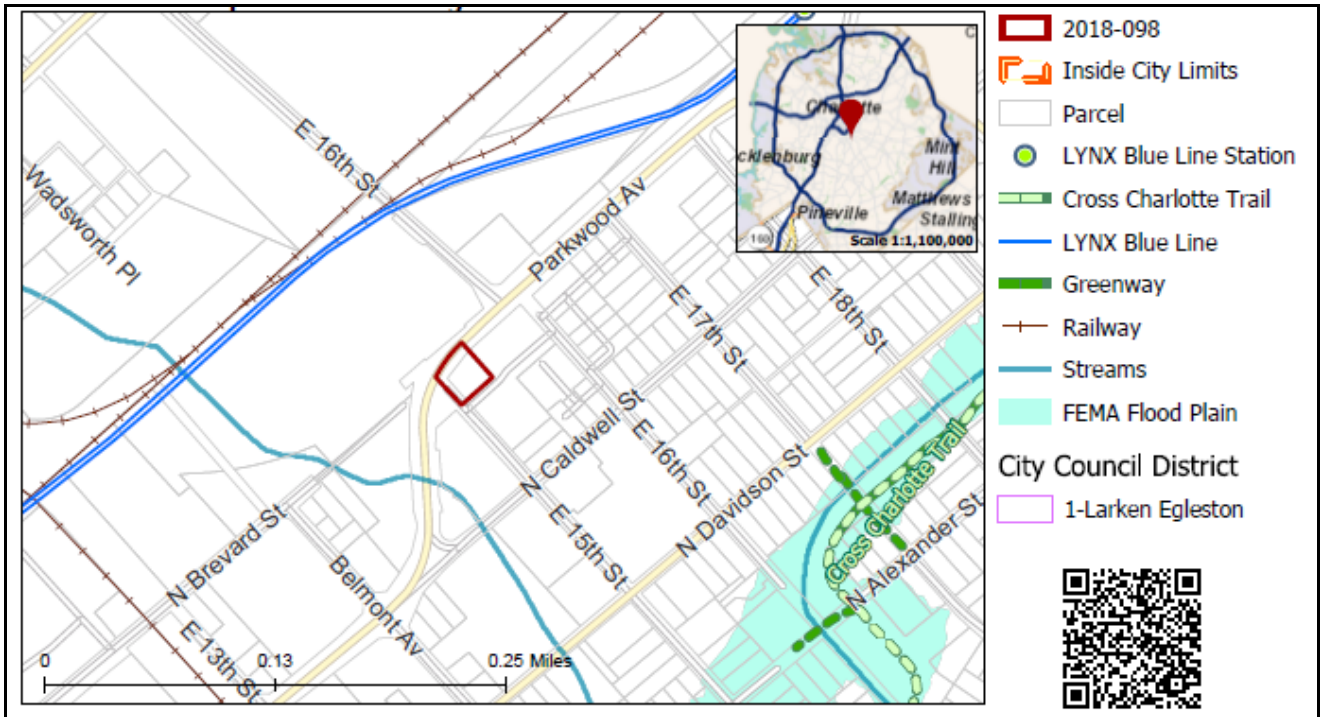 E 16th St
Wadsworth Pl
Parkwood Av
E 17th St
E 18th St
N Caldwell St
E 16th St
N Davidson St
Cross Charlotte Trail
N Alexander St
E 15th St
N Brevard St
Belmont Av
E 13th St
0 0.13 0.25 Miles
C
Charlotte
cklenburg
Mint
Hill
Matthews
Stalling
Pineville
160
Scale 1:1,100,000
2018-098
Inside City Limits
Parcel
LYNX Blue Line Station
Cross Charlotte Trail
LYNX Blue Line
Greenway
Railway
Streams
FEMA Flood Plain
City Council District
1-Larken Egleston